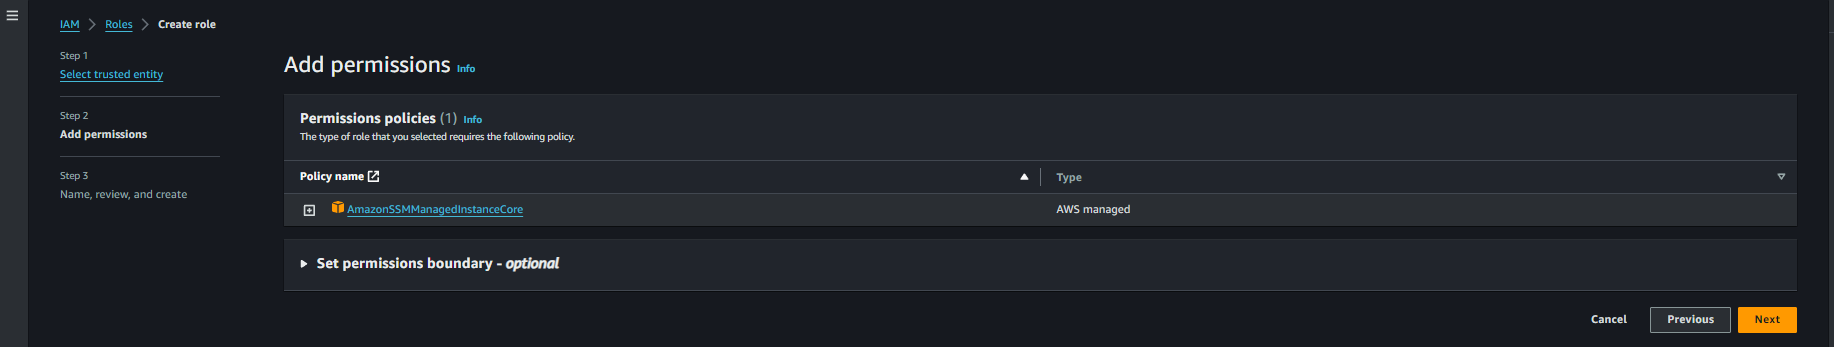 IAM > Roles > Create role
Step 1
Select trusted entity
Step 2
Add permissions
Step 3
Name, review, and create
Add permissions Info
Permissions policies (1) Info
The type of role that you selected requires the following policy.
Policy name Type
AmazonSSMManagedInstanceCore AWS managed
Set permissions boundary - optional
Cancel Previous Next